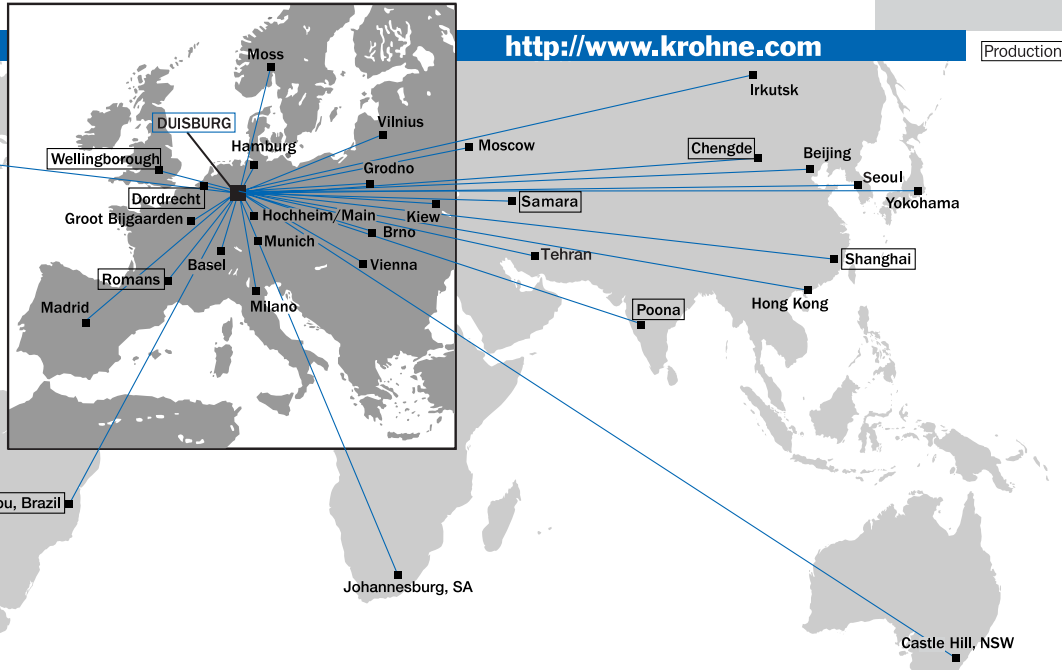 http://www.krohne.com
Production
Moss
Irkutsk
DUISBURG
Vilnius
Hamburg
Moscow
Chengde
Beijing
Wellingborough
Grodno
Seoul
Dordrecht
Samara
Yokohama
Groot Bijgaarden
Hochheim/Main
Kiew
Brno
Munich
Tehran
Shanghai
Basel
Vienna
Romans
Madrid
Milano
Poona
Hong Kong
ou, Brazil
Johannesburg, SA
Castle Hill, NSW